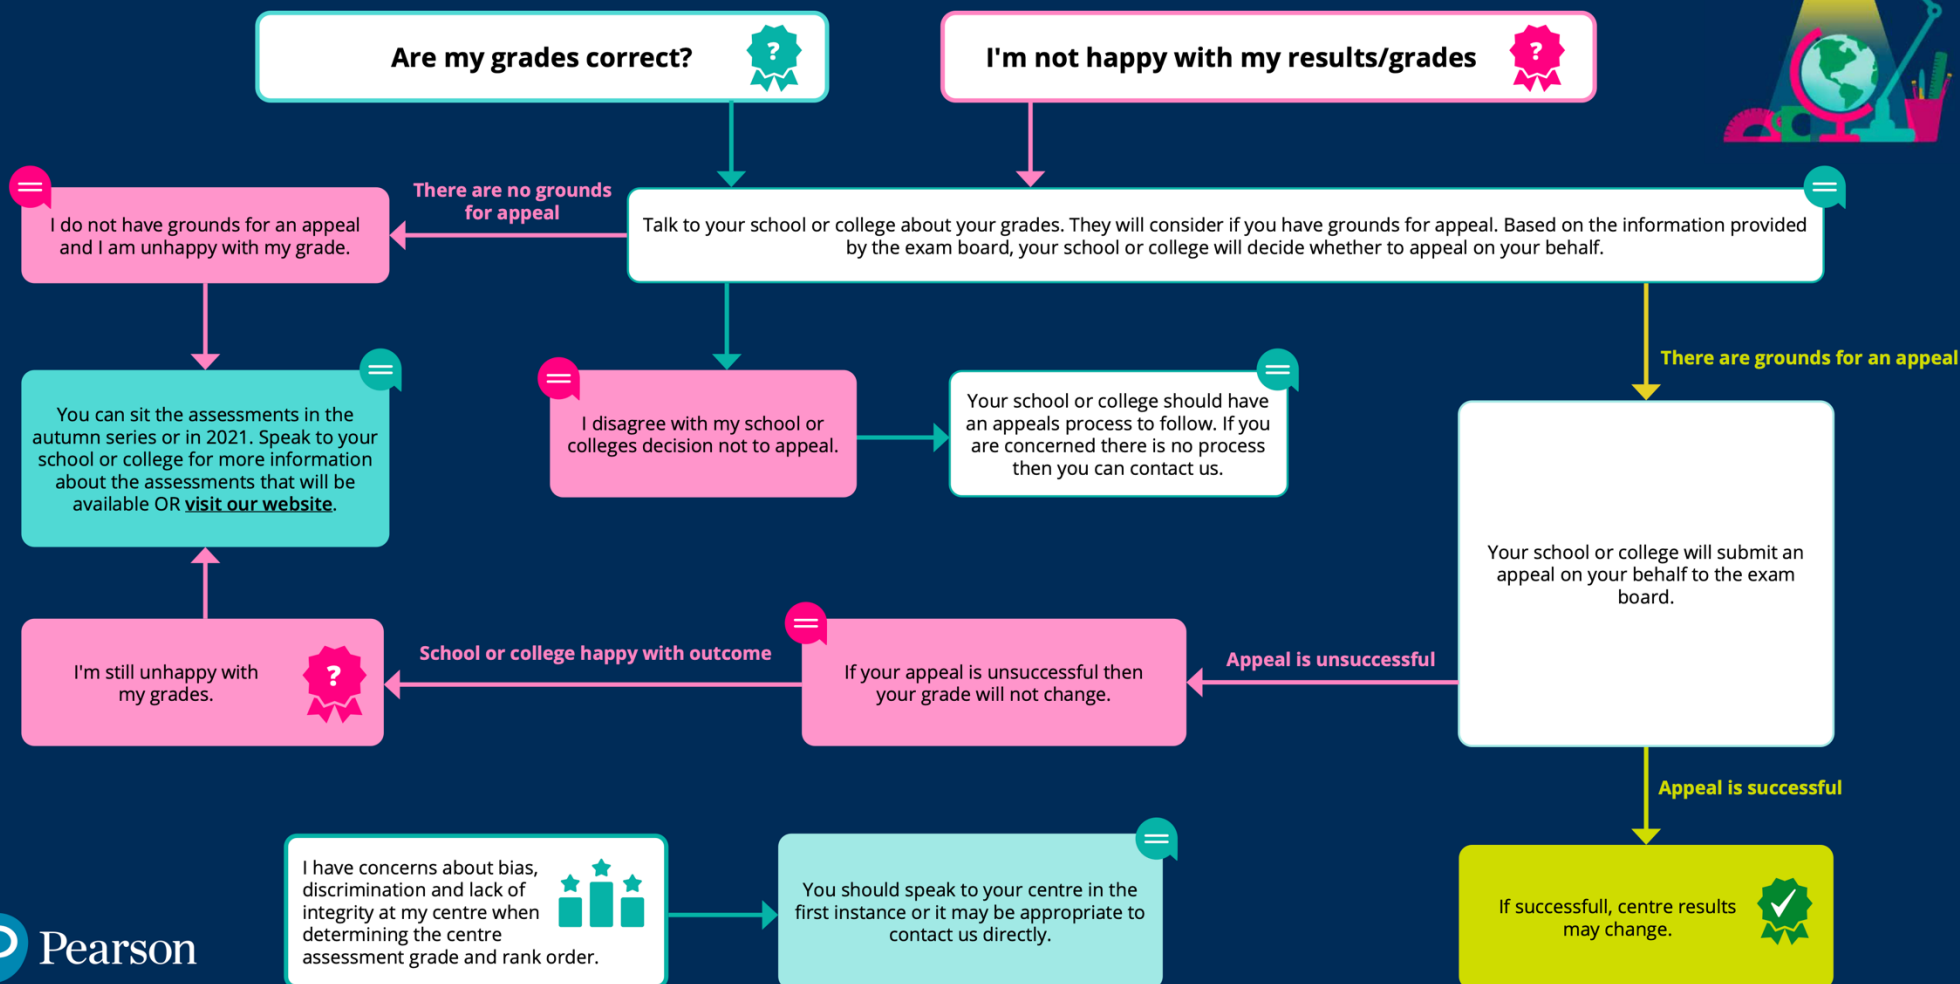 Are my grades correct?
?
I'm not happy with my results/grades
?
There are no grounds
for appeal
I do not have grounds for an appeal
and I am unhappy with my grade.
Talk to your school or college about your grades. They will consider if you have grounds for appeal. Based on the information provided
by the exam board, your school or college will decide whether to appeal on your behalf.
There are grounds for an appeal
You can sit the assessments in the
autumn series or in 2021. Speak to your
school or college for more information
about the assessments that will be
available OR visit our website.
I disagree with my school or
colleges decision not to appeal.
Your school or college should have
an appeals process to follow. If you
are concerned there is no process
then you can contact us.
Your school or college will submit an
appeal on your behalf to the exam
board.
I'm still unhappy with
my grades.
?
School or college happy with outcome
If your appeal is unsuccessful then
your grade will not change.
Appeal is unsuccessful
Appeal is successful
I have concerns about bias,
discrimination and lack of
integrity at my centre when
determining the centre
assessment grade and rank order.
You should speak to your centre in the
first instance or it may be appropriate to
contact us directly.
If successfull, centre results
may change.
Pearson